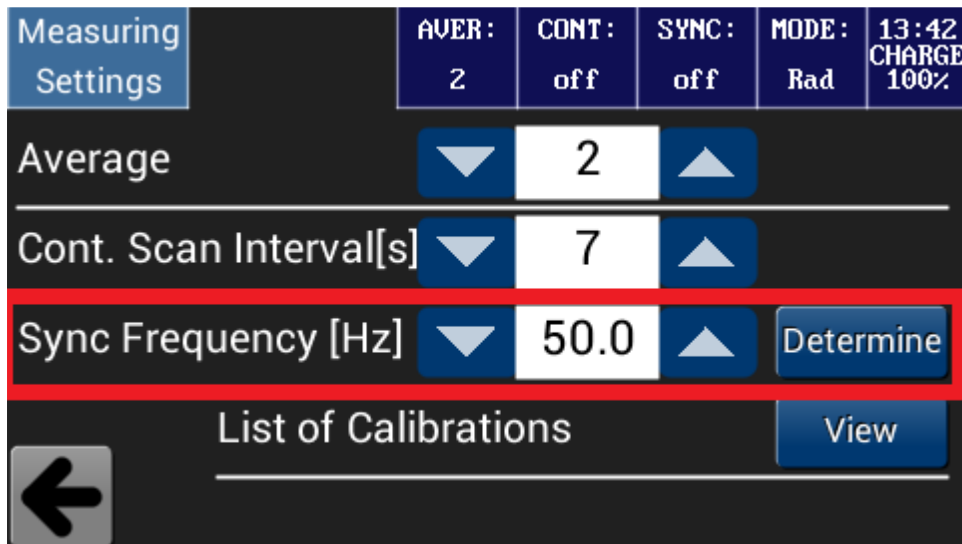 Measuring
Settings
AVER:
2
CONT:
off
SYNC:
off
MODE:
Rad
13:42
CHARGE
100%
Average
2
Cont. Scan Interval[s]
7
Sync Frequency [Hz]
50.0
Determine
List of Calibrations
View